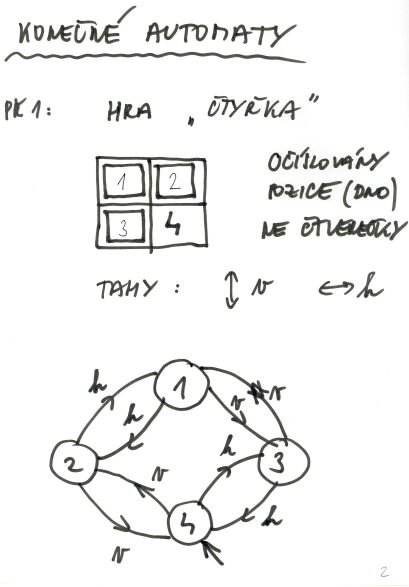 KONEČNÉ AUTOMATY
PŘ 1: HRA „ČTYŘKA"
1 2
3 4
OČÍSLOVÁNY
POZICE (DNO)
NE ČTVEREČKY
TAHY: ↕ v ↔ h
h 1
h v v
2 h 3
v 4 h
v
2